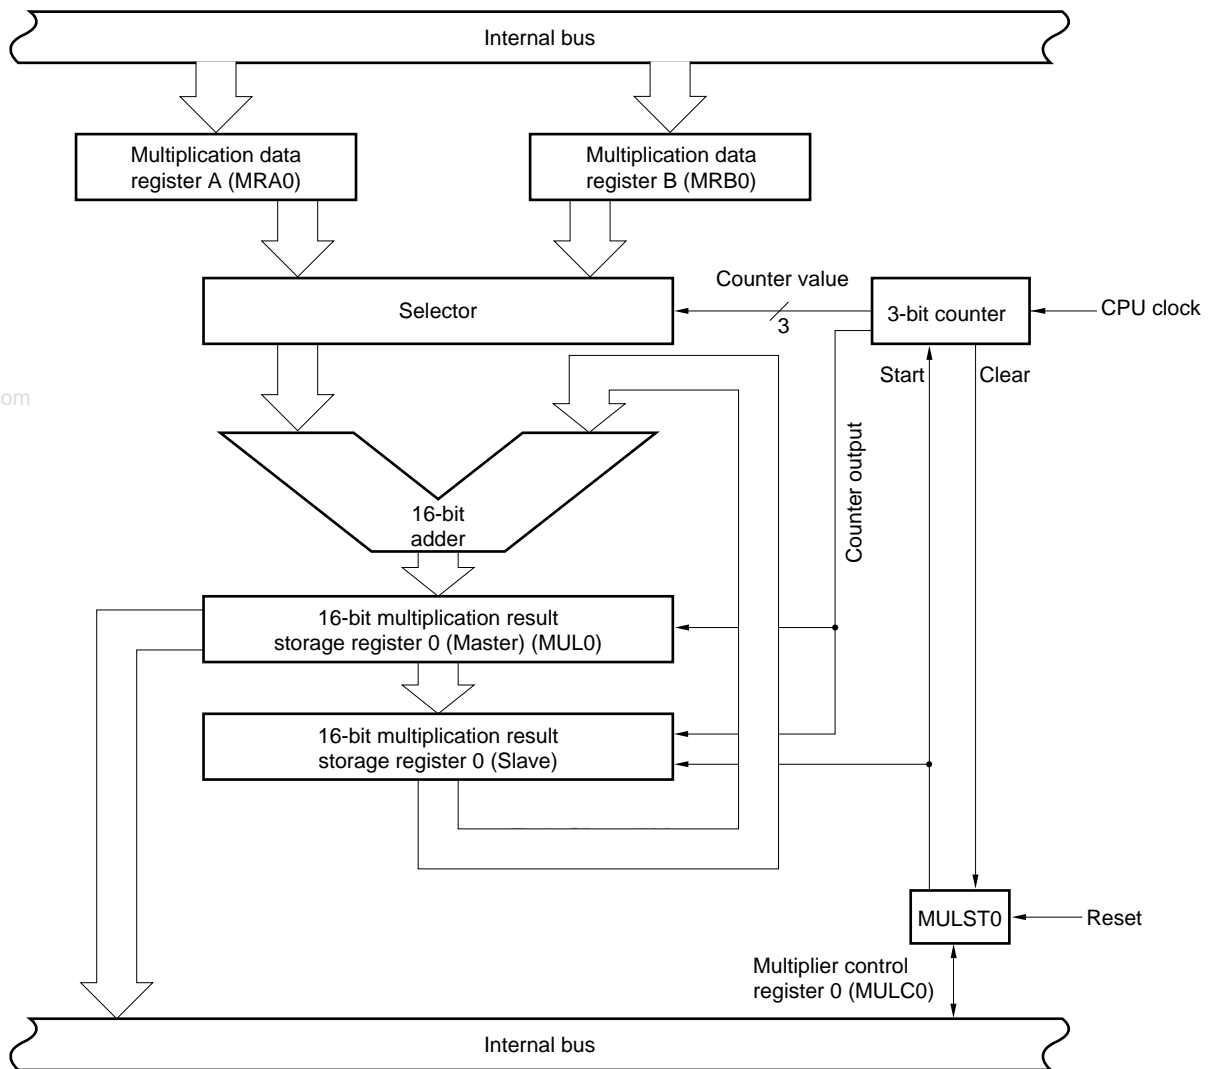 Internal bus
Multiplication data
register A (MRA0)
Multiplication data
register B (MRB0)
Selector
Counter value
3
3-bit counter
CPU clock
Start
Clear
om
Counter output
16-bit
adder
16-bit multiplication result
storage register 0 (Master) (MUL0)
16-bit multiplication result
storage register 0 (Slave)
MULST0
Reset
Multiplier control
register 0 (MULC0)
Internal bus